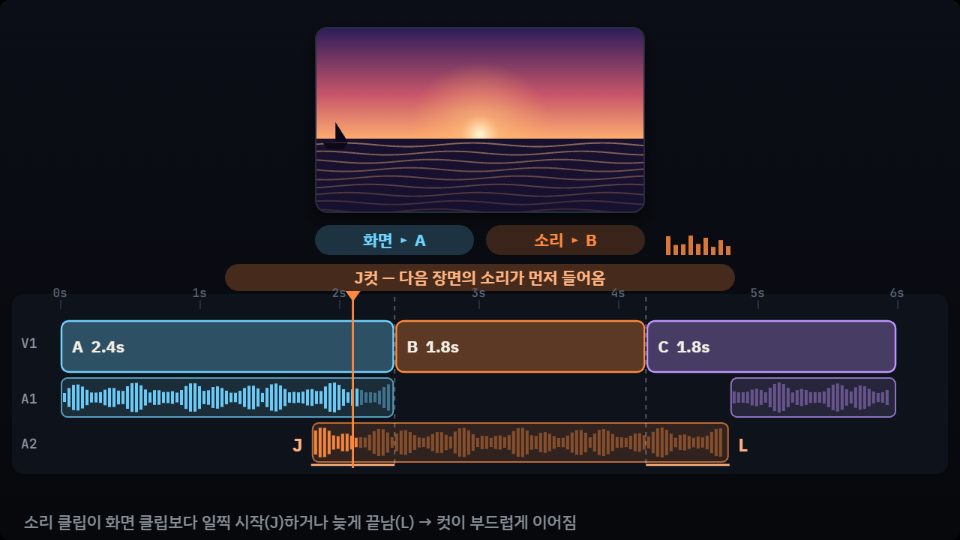 화면 ▸ A
소리 ▸ B
J컷 — 다음 장면의 소리가 먼저 들어옴
0s 1s 2s 3s 4s 5s 6s
V1 A 2.4s B 1.8s C 1.8s
A1
A2 J L
소리 클립이 화면 클립보다 일찍 시작(J)하거나 늦게 끝남(L) → 컷이 부드럽게 이어짐